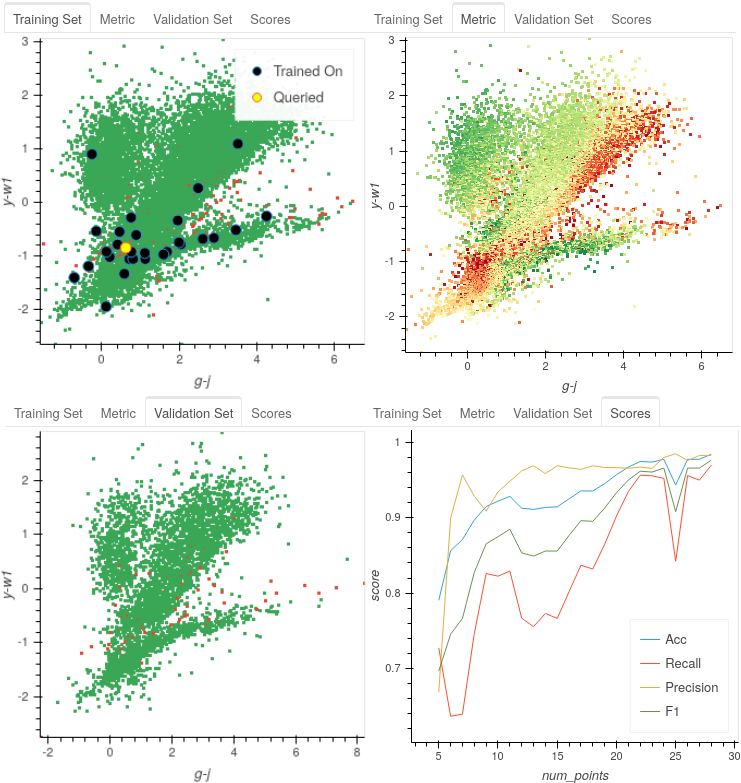 Training Set Metric Validation Set Scores
3
2
1
0
-1
-2
y-w1
Trained On
Queried
0 2 4 6
g-j
Training Set Metric Validation Set Scores
3
2
1
0
-1
-2
y-w1
0 2 4 6
g-j
Training Set Metric Validation Set Scores
2
1
0
-1
-2
y-w1
-2 0 2 4 6 8
g-j
Training Set Metric Validation Set Scores
1
0.9
0.8
0.7
score
Acc
Recall
Precision
F1
5 10 15 20 25 30
num_points